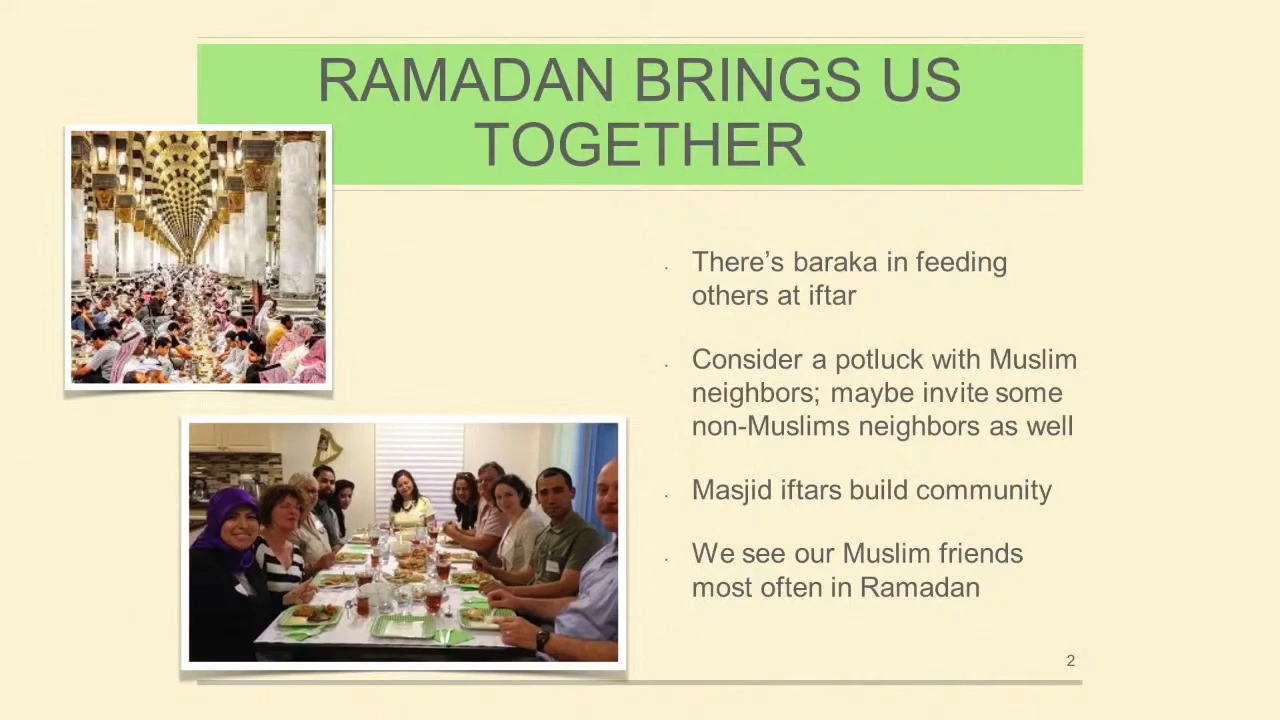 RAMADAN BRINGS US
TOGETHER
There’s baraka in feeding
others at iftar
Consider a potluck with Muslim
neighbors; maybe invite some
non-Muslims neighbors as well
Masjid iftars build community
We see our Muslim friends
most often in Ramadan
2